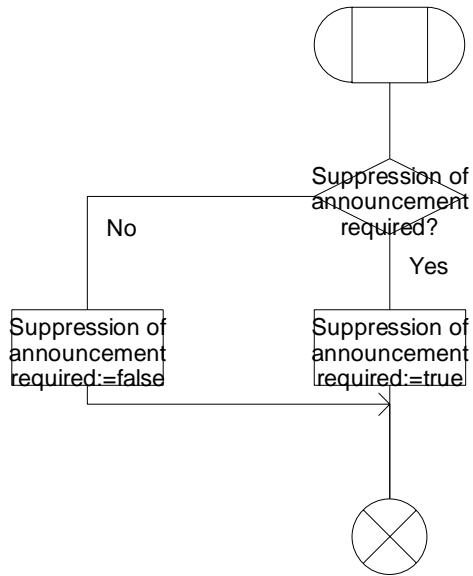 Suppression of
announcement
required?
No
Yes
Suppression of
announcement
required:=false
Suppression of
announcement
required:=true